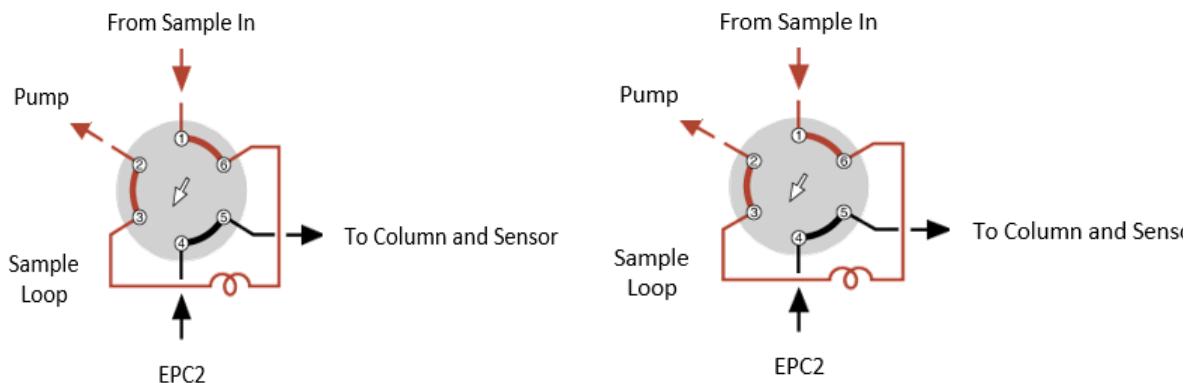 From Sample In
Pump
1
2
6
3
5
4
To Column and Sensor
Sample
Loop
EPC2
From Sample In
Pump
1
2
6
3
5
4
To Column and Senso
Sample
Loop
EPC2